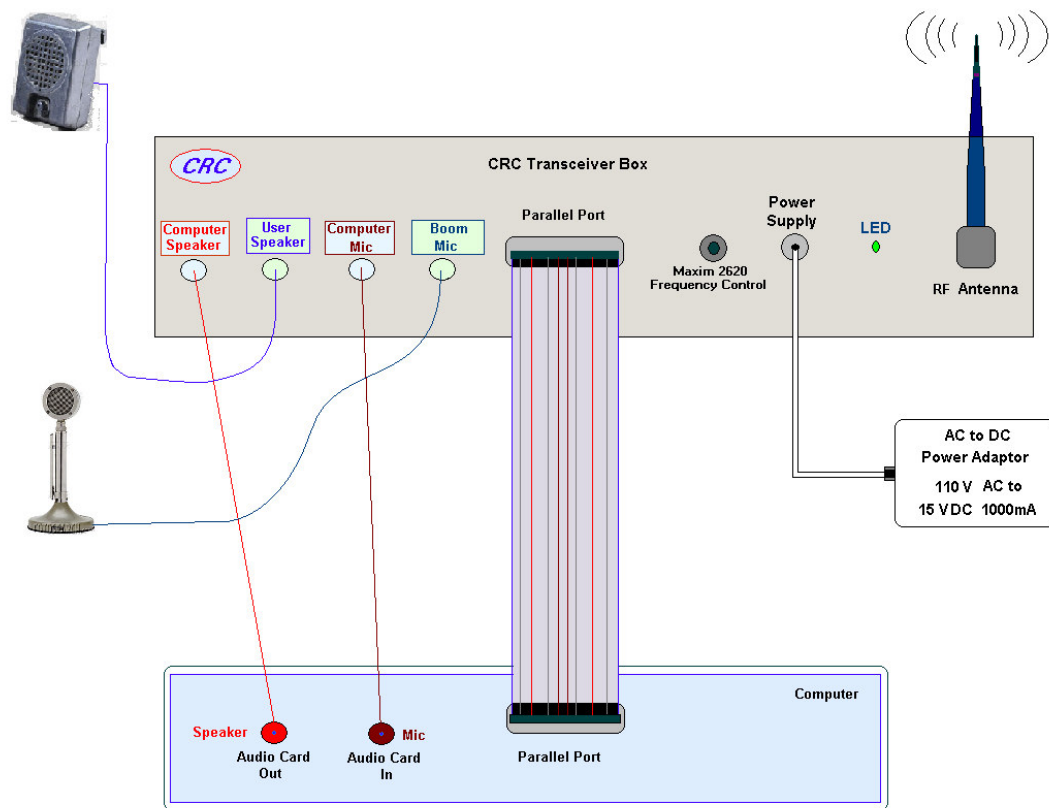 CRC
CRC Transceiver Box
Computer
Speaker
User
Speaker
Computer
Mic
Boom
Mic
Parallel Port
Maxim 2620
Frequency Control
Power
Supply
LED
RF Antenna
AC to DC
Power Adaptor
110 V AC to
15 V DC 1000mA
Computer
Speaker
Audio Card
Out
Mic
Audio Card
In
Parallel Port